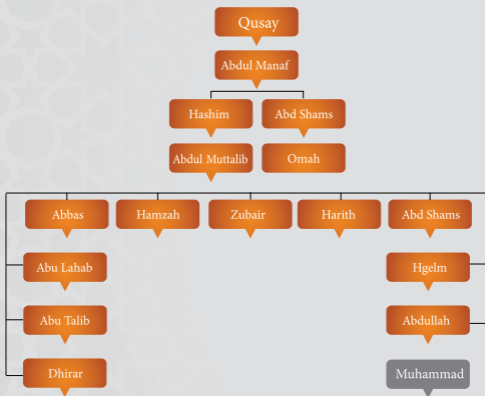 Qusay
Abdul Manaf
Hashim
Abd Shams
Abdul Muttalib
Omah
Abbas
Hamzah
Zubair
Harith
Abd Shams
Abu Lahab
Hgelm
Abu Talib
Abdullah
Dhirar
Muhammad